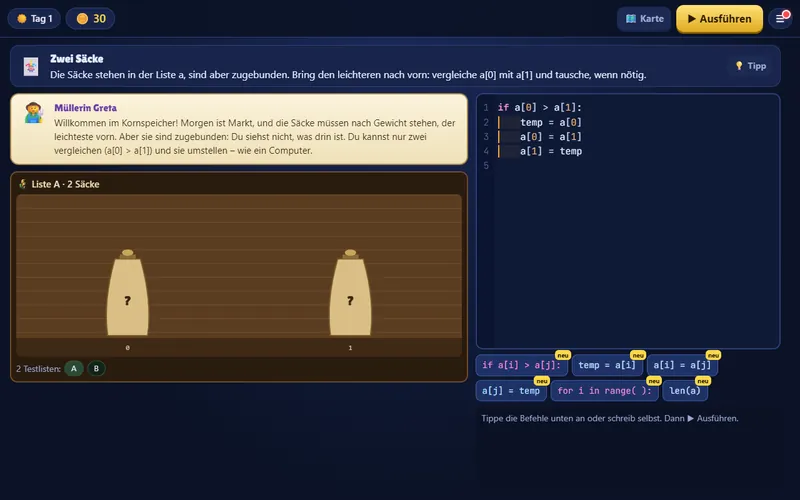 Tag 1
30
Karte
▶ Ausführen
Zwei Säcke
Die Säcke stehen in der Liste a, sind aber zugebunden. Bring den leichteren nach vorn: vergleiche a[0] mit a[1] und tausche, wenn nötig.
Tipp
Müllerin Greta
Willkommen im Kornspeicher! Morgen ist Markt, und die Säcke müssen nach Gewicht stehen, der
leichteste vorn. Aber sie sind zugebunden: Du siehst nicht, was drin ist. Du kannst nur zwei
vergleichen (a[0] > a[1]) und sie umstellen – wie ein Computer.
Liste A · 2 Säcke
? ?
0 1
2 Testlisten: A B
1 if a[0] > a[1]:
2 temp = a[0]
3 a[0] = a[1]
4 a[1] = temp
5
neu neu neu
if a[i] > a[j]: temp = a[i] a[i] = a[j]
neu neu neu
a[j] = temp for i in range( ): len(a)
Tippe die Befehle unten an oder schreib selbst. Dann ▶ Ausführen.